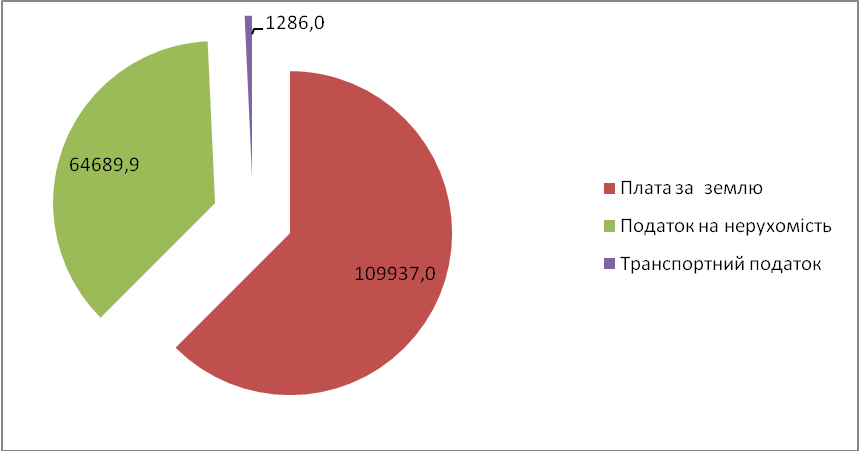 1286,0
64689,9
109937,0
Плата за землю
Податок на нерухомість
Транспортний податок